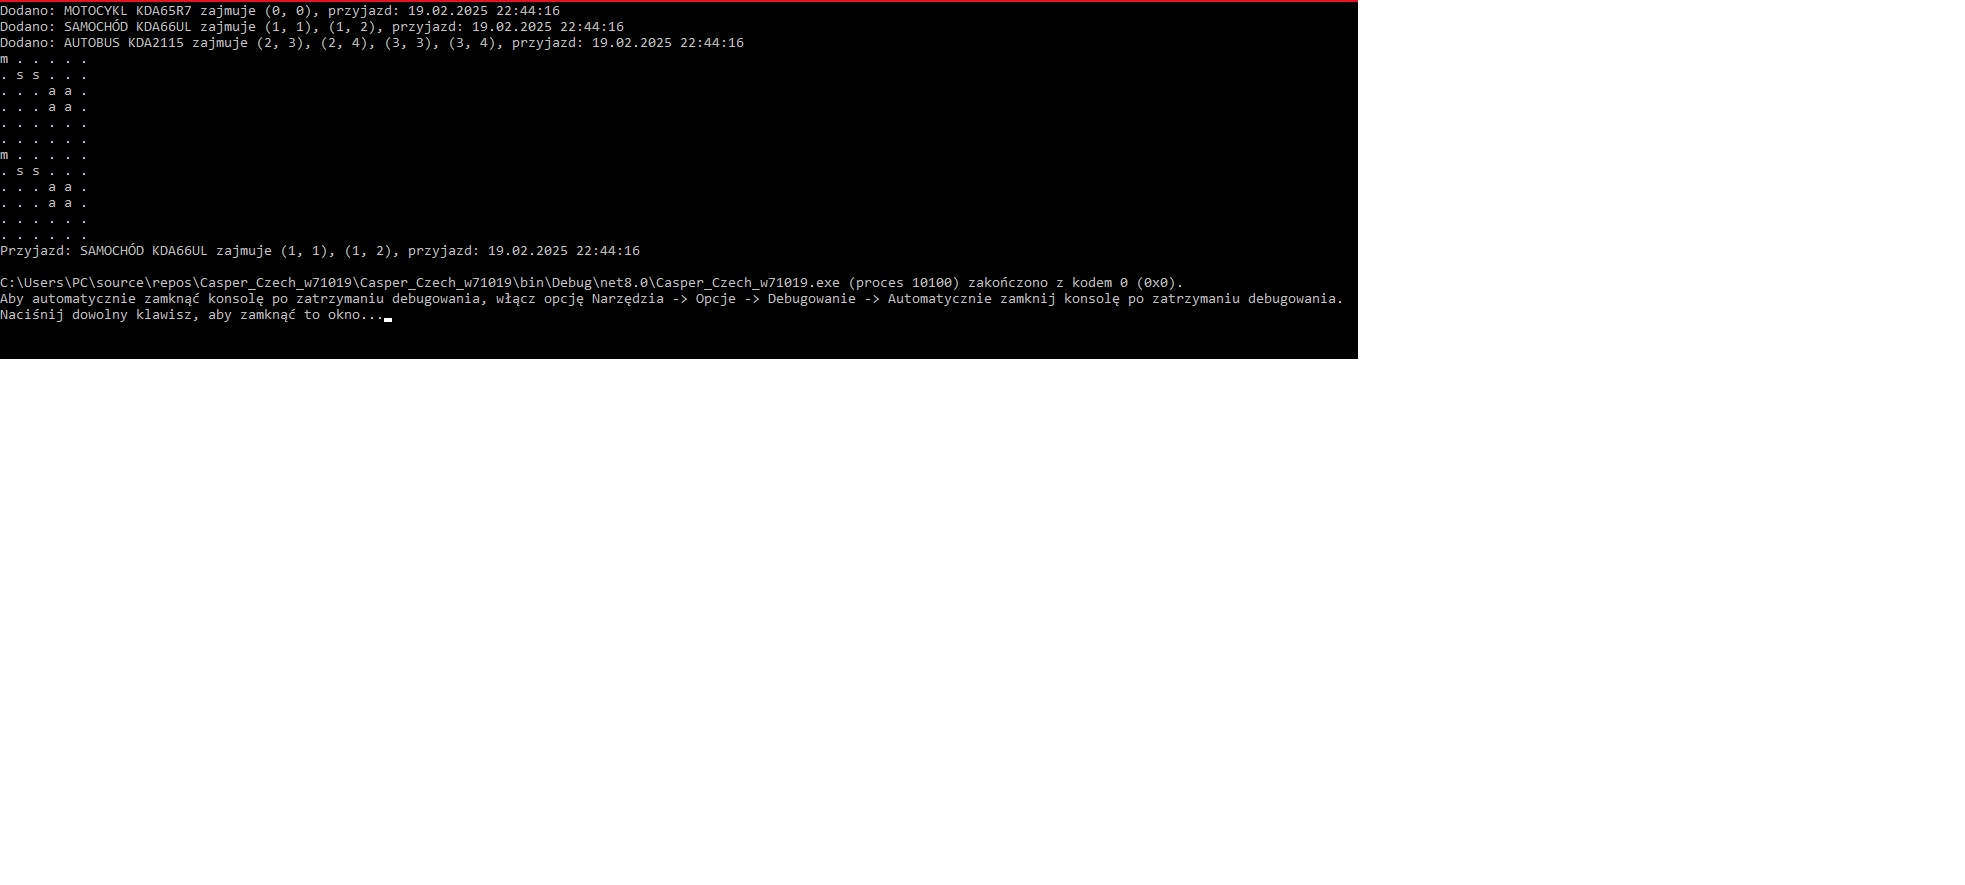 Dodano: MOTOCYKL KDA65R7 zajmuje (0, 0), przyjazd: 19.02.2025 22:44:16
Dodano: SAMOCHÓD KDA66UL zajmuje (1, 1), (1, 2), przyjazd: 19.02.2025 22:44:16
Dodano: AUTOBUS KDA2115 zajmuje (2, 3), (2, 4), (3, 3), (3, 4), przyjazd: 19.02.2025 22:44:16
m . . . . .
. s s . . .
. . . a a .
. . . a a .
. . . . . .
. . . . . .
m . . . . .
. s s . . .
. . . a a .
. . . a a .
. . . . . .
. . . . . .
Przyjazd: SAMOCHÓD KDA66UL zajmuje (1, 1), (1, 2), przyjazd: 19.02.2025 22:44:16
C:\Users\PC\source\repos\Casper_Czech_w71019\Casper_Czech_w71019\bin\Debug\net8.0\Casper_Czech_w71019.exe (proces 10100) zakończono z kodem 0 (0x0).
Aby automatycznie zamknąć konsolę po zatrzymaniu debugowania, włącz opcję Narzędzia -> Opcje -> Debugowanie -> Automatycznie zamknij konsolę po zatrzymaniu debugowania.
Naciśnij dowolny klawisz, aby zamknąć to okno...